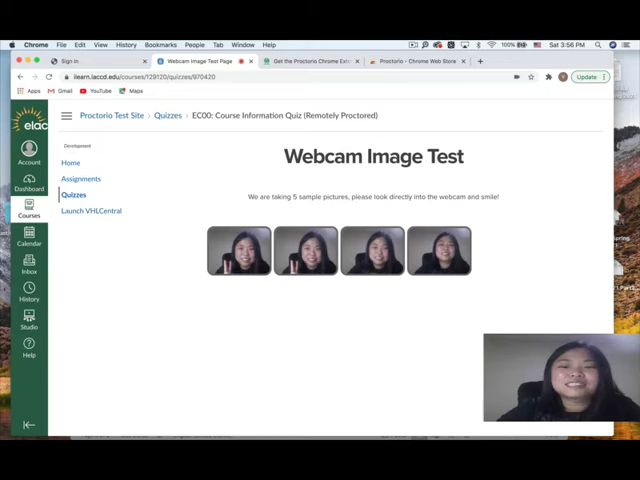 Chrome File Edit View History Bookmarks People Tab Window Help 100% Sat 3:56 PM
Sign in Webcam Image Test Page Get the Proctorio Chrome Ext Proctorio - Chrome Web Store
ilearn.laccd.edu/courses/129120/quizzes/970420 Update
Apps Gmail YouTube Maps
elac
Proctorio Test Site > Quizzes > EC00: Course Information Quiz (Remotely Proctored)
Account
Dashboard
Courses
Calendar
Inbox
History
Studio
Help
Development
Home
Assignments
Quizzes
Launch VHLCentral
Webcam Image Test
We are taking 5 sample pictures, please look directly into the webcam and smile!